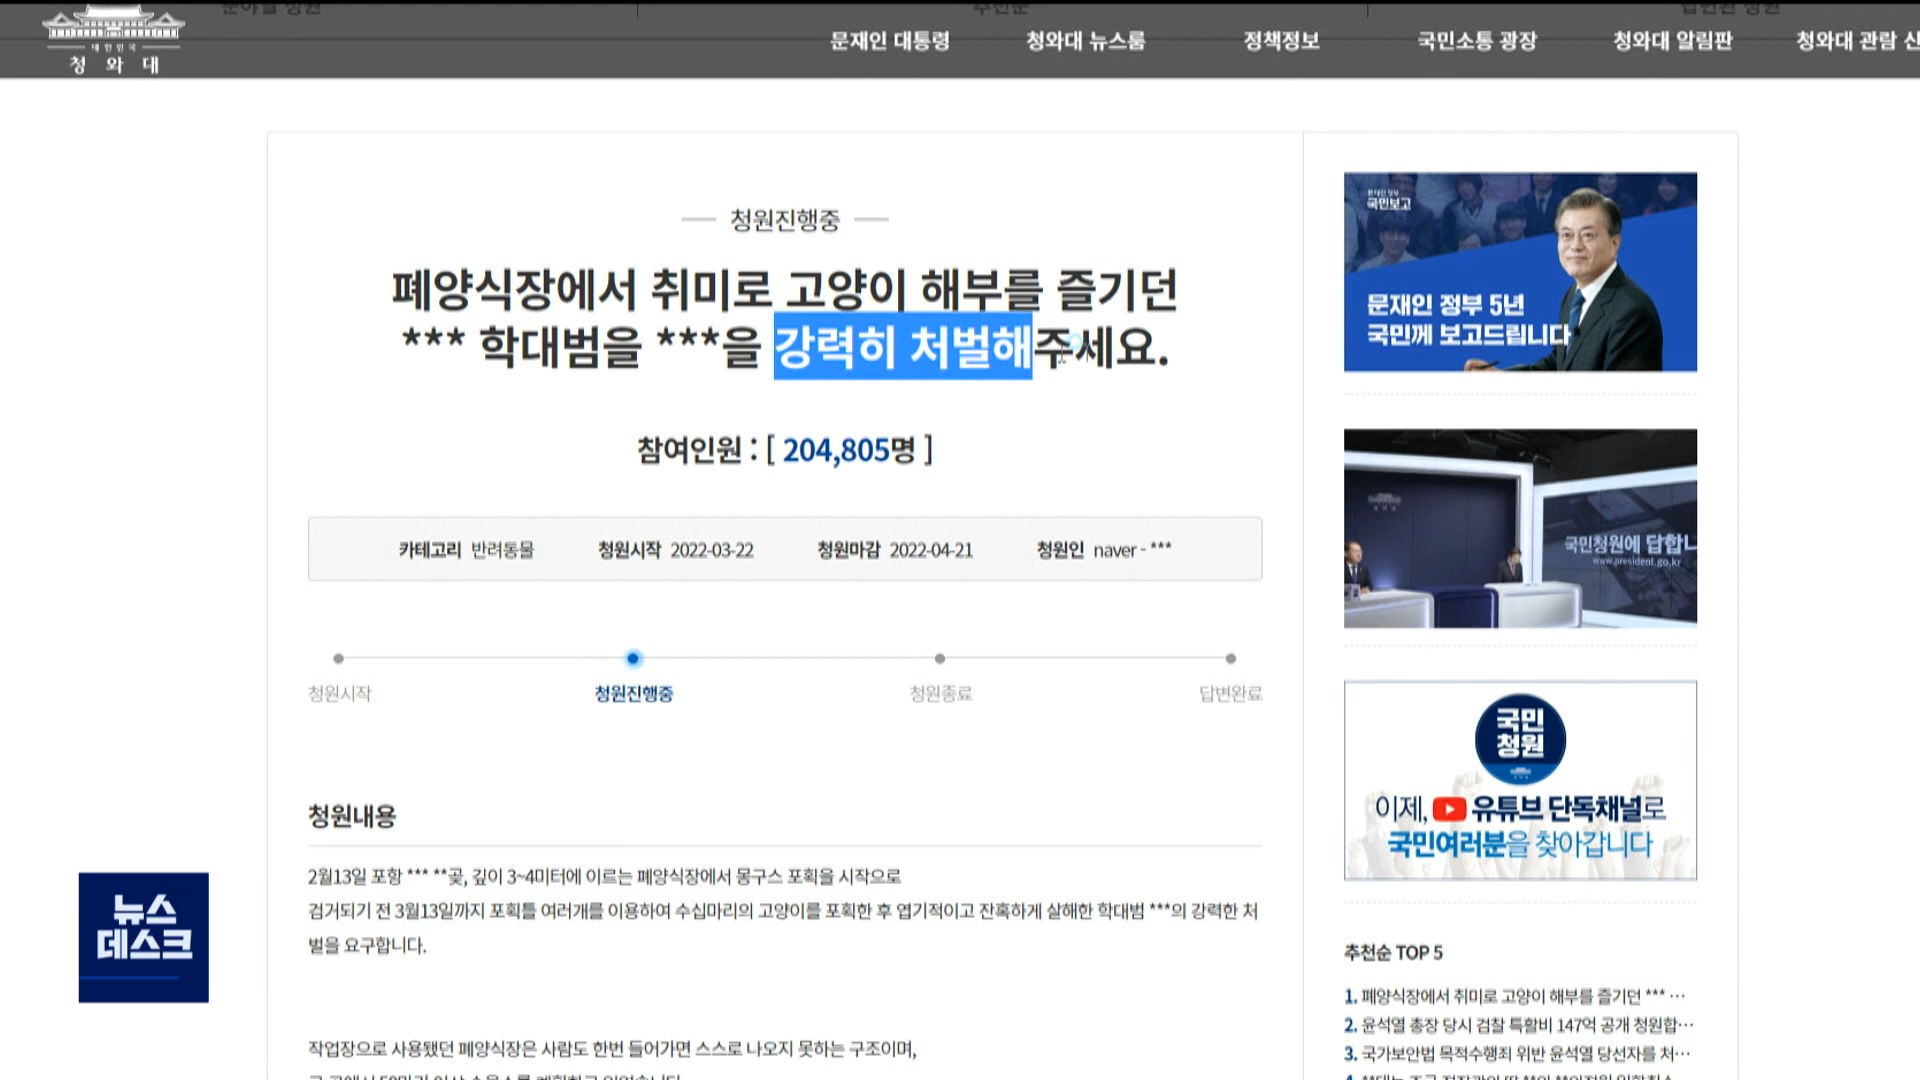 대한민국
청와대
문재인 대통령
청와대 뉴스룸
정책정보
국민소통 광장
청와대 알림판
청와대 관람 신
청원진행중
폐양식장에서 취미로 고양이 해부를 즐기던
*** 학대범을 ***을 강력히 처벌해주세요.
참여인원 : [ 204,805명 ]
카테고리 반려동물
청원시작 2022-03-22
청원마감 2022-04-21
청원인 naver - ***
청원시작
청원진행중
청원종료
답변완료
청원내용
2월13일 포항 *** **곶, 깊이 3~4미터에 이르는 폐양식장에서 몽구스 포획을 시작으로
검거되기 전 3월13일까지 포획틀 여러개를 이용하여 수십마리의 고양이를 포획한 후 엽기적이고 잔혹하게 살해한 학대범 ***의 강력한 처
벌을 요구합니다.
작업장으로 사용됐던 폐양식장은 사람도 한번 들어가면 스스로 나오지 못하는 구조이며,
뉴스
데스크
문재인 정부
국민보고
문재인 정부 5년
국민께 보고드립니다
국민청원에 답합니
www.president.go.kr
국민
청원
이제, 유튜브 단독채널로
국민여러분을 찾아갑니다
추천순 TOP 5
1. 폐양식장에서 취미로 고양이 해부를 즐기던 *** …
2. 윤석열 총장 당시 검찰 특활비 147억 공개 청원합…
3. 국가보안법 목적수행죄 위반 윤석열 당선자를 처…